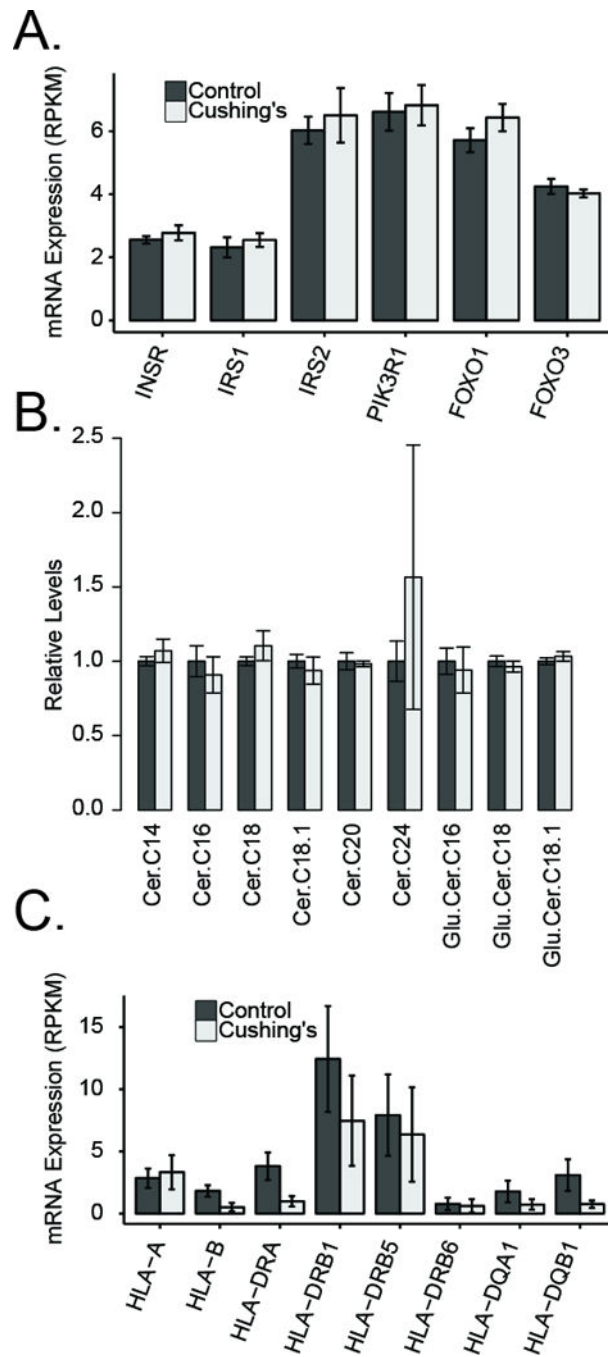 A.
mRNA Expression (RPKM)
6
4
2
0
Control
Cushing's
INSR
IRS1
IRS2
PIK3R1
FOXO1
FOXO3
B.
Relative Levels
2.5
2.0
1.5
1.0
0.5
0.0
Cer.C14
Cer.C16
Cer.C18
Cer.C18.1
Cer.C20
Cer.C24
Glu.Cer.C16
Glu.Cer.C18
Glu.Cer.C18.1
C.
mRNA Expression (RPKM)
15
10
5
0
Control
Cushing's
HLA−A
HLA−B
HLA−DRA
HLA−DRB1
HLA−DRB5
HLA−DRB6
HLA−DQA1
HLA−DQB1